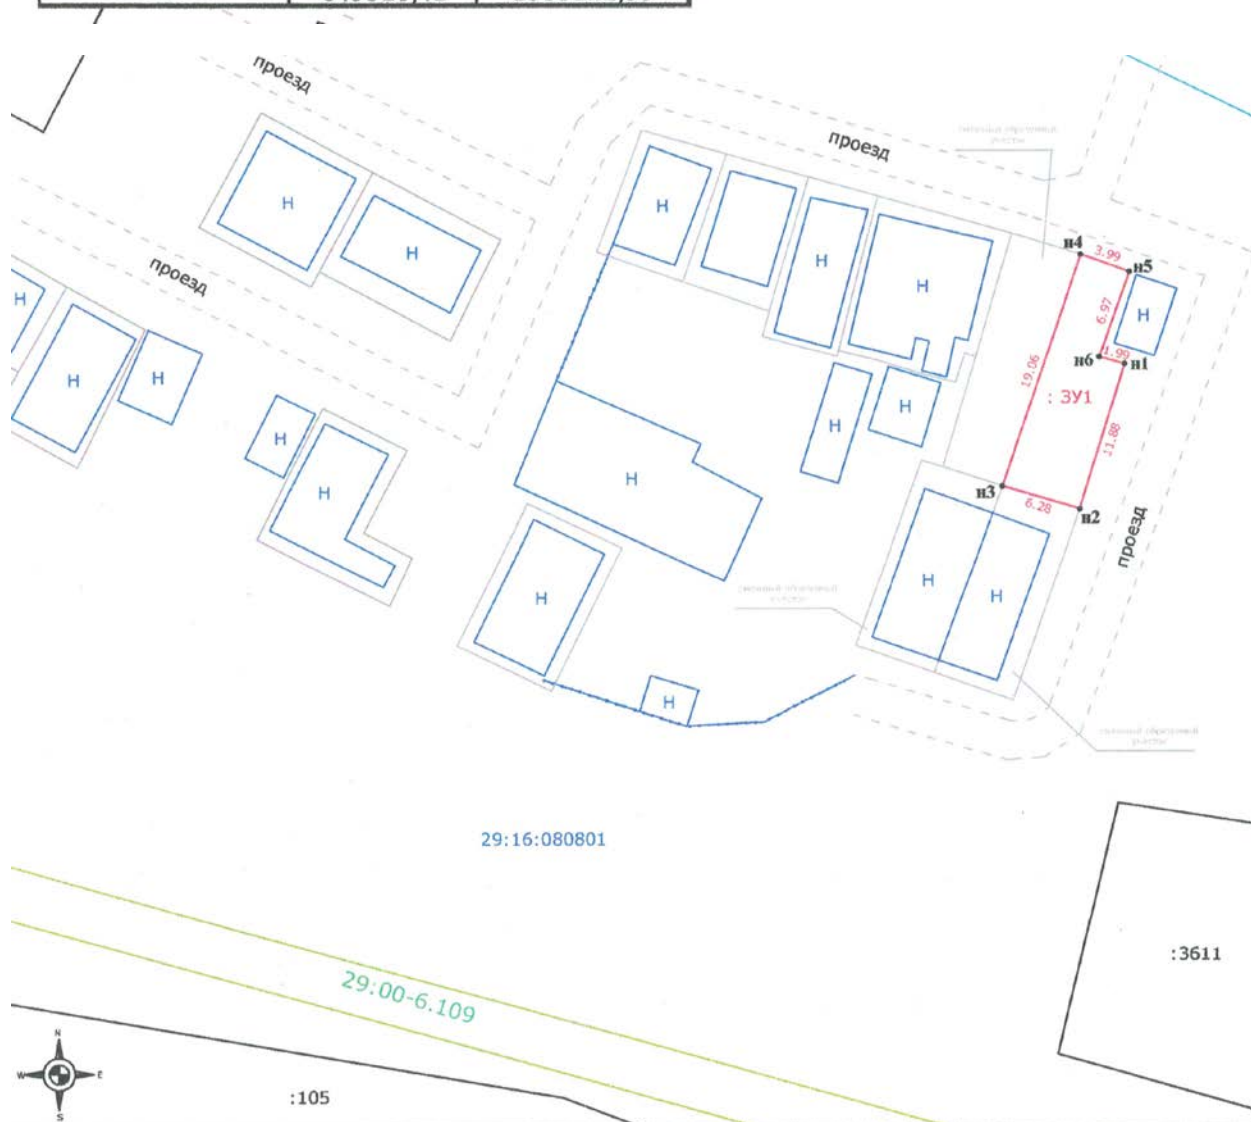 проезд
проезд
н4
3.99
н5
Н
Н
Н
Н
Н
проезд
Н
6.97
Н
Н
1.99
н6
н1
19.06
: ЗУ1
Н
Н
Н
Н
11.88
Н
Н
Н
н3
6.28
н2
проезд
Н
Н
Н
Н
29:16:080801
:3611
29:00-6.109
N
W
E
S
:105